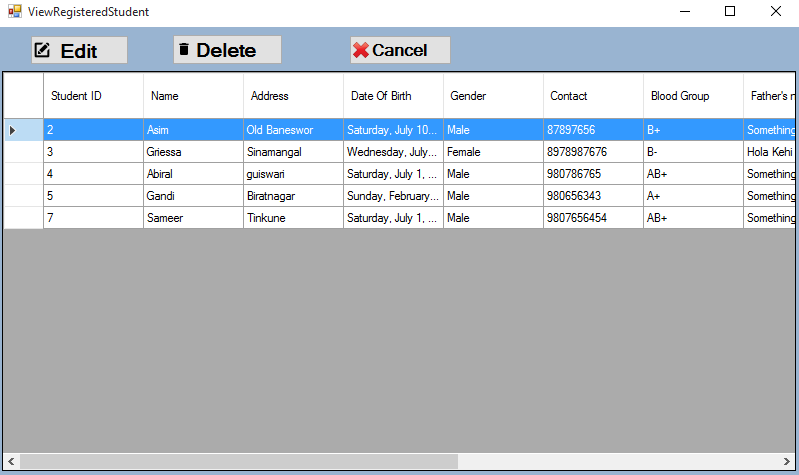 ViewRegisteredStudent
Edit Delete Cancel
Student ID Name Address Date Of Birth Gender Contact Blood Group Father's n
2 Asim Old Baneswor Saturday, July 10... Male 87897656 B+ Something
3 Griessa Sinamangal Wednesday, July... Female 8978987676 B- Hola Kehi
4 Abiral guiswari Saturday, July 1, ... Male 980786765 AB+ Something
5 Gandi Biratnagar Sunday, February... Male 980656343 A+ Something
7 Sameer Tinkune Saturday, July 1, ... Male 9807656454 AB+ Something